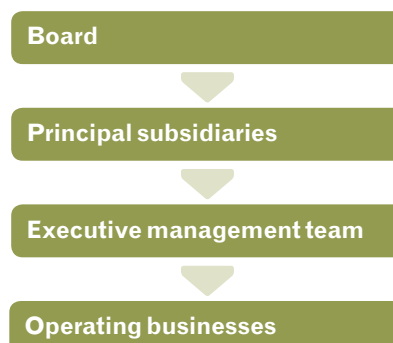 Board
Principal subsidiaries
Executive management team
Operating businesses